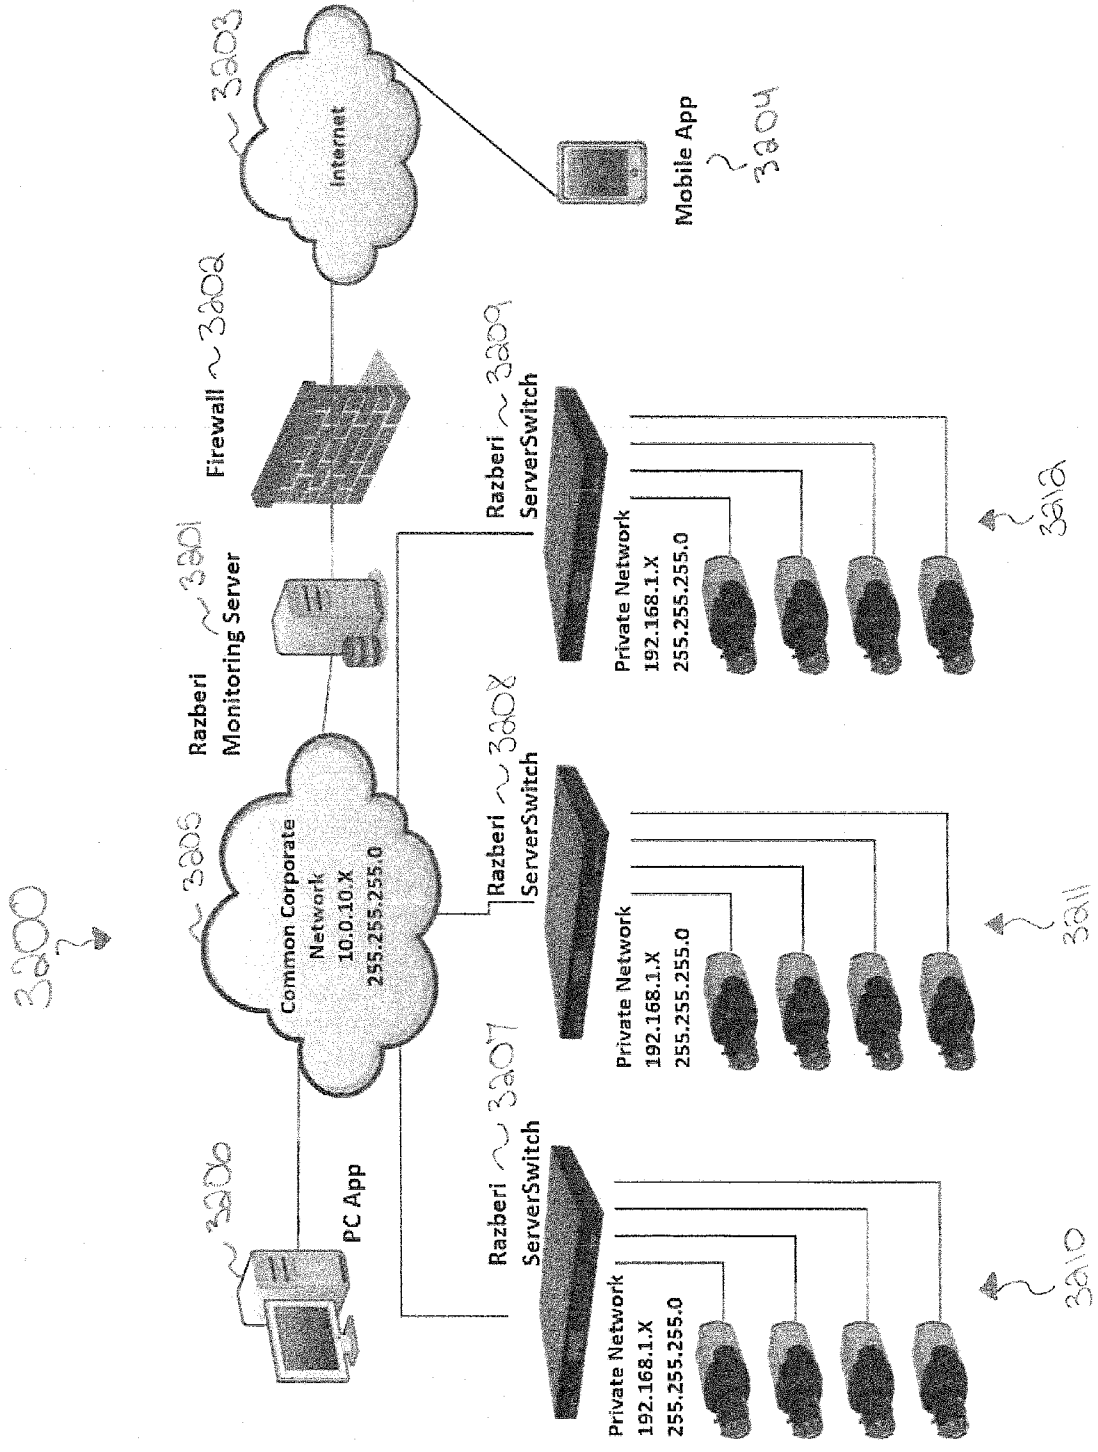 3200
3206
PC App
3205
Common Corporate
Network
10.0.10.X
255.255.255.0
Razberi
Monitoring Server
3201
Firewall ~ 3202
3203
Internet
Mobile App
3204
Razberi ~ 3207
ServerSwitch
Private Network
192.168.1.X
255.255.255.0
3210
Razberi ~ 3208
ServerSwitch
Private Network
192.168.1.X
255.255.255.0
3211
Razberi ~ 3209
ServerSwitch
Private Network
192.168.1.X
255.255.255.0
3212